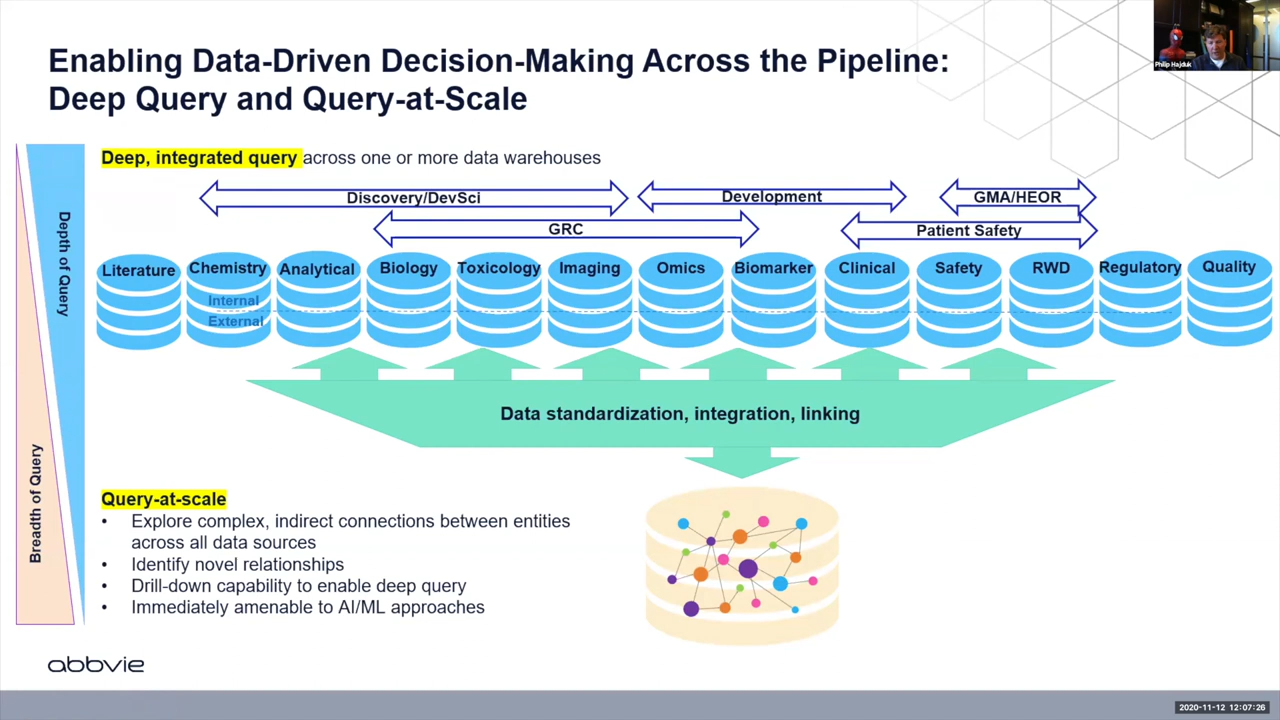 Philip Hajduk
Enabling Data-Driven Decision-Making Across the Pipeline:
Deep Query and Query-at-Scale
Deep, integrated query across one or more data warehouses
Discovery/DevSci
Development
GMA/HEOR
GRC
Patient Safety
Depth of Query
Breadth of Query
Literature
Chemistry
Analytical
Biology
Toxicology
Imaging
Omics
Biomarker
Clinical
Safety
RWD
Regulatory
Quality
Internal
External
Data standardization, integration, linking
Query-at-scale
• Explore complex, indirect connections between entities
across all data sources
• Identify novel relationships
• Drill-down capability to enable deep query
• Immediately amenable to AI/ML approaches
abbvie
2020-11-12 12:07:26